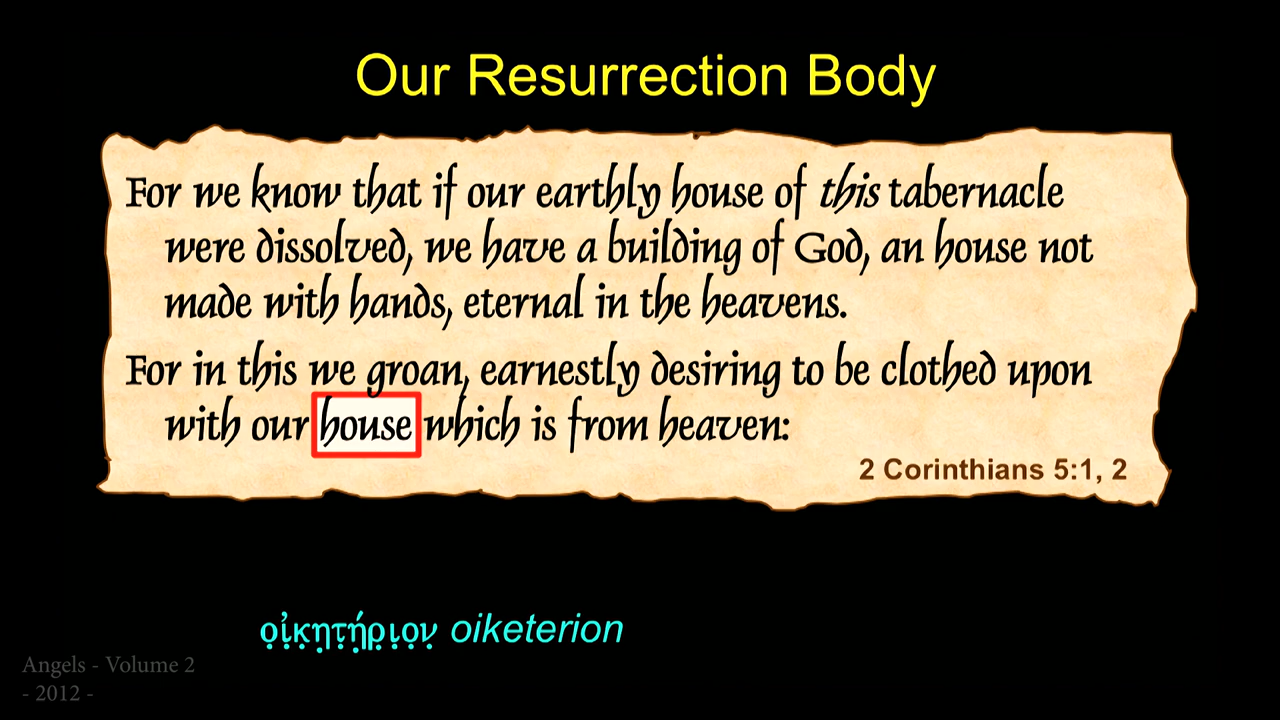 Our Resurrection Body
For we know that if our earthly house of this tabernacle
were dissolved, we have a building of God, an house not
made with hands, eternal in the heavens.
For in this we groan, earnestly desiring to be clothed upon
with our house which is from heaven:
2 Corinthians 5:1, 2
ο̣ἰ̣κ̣η̣τ̣ή̣ρ̣ι̣ο̣ν̣ oiketerion
Angels - Volume 2
- 2012 -